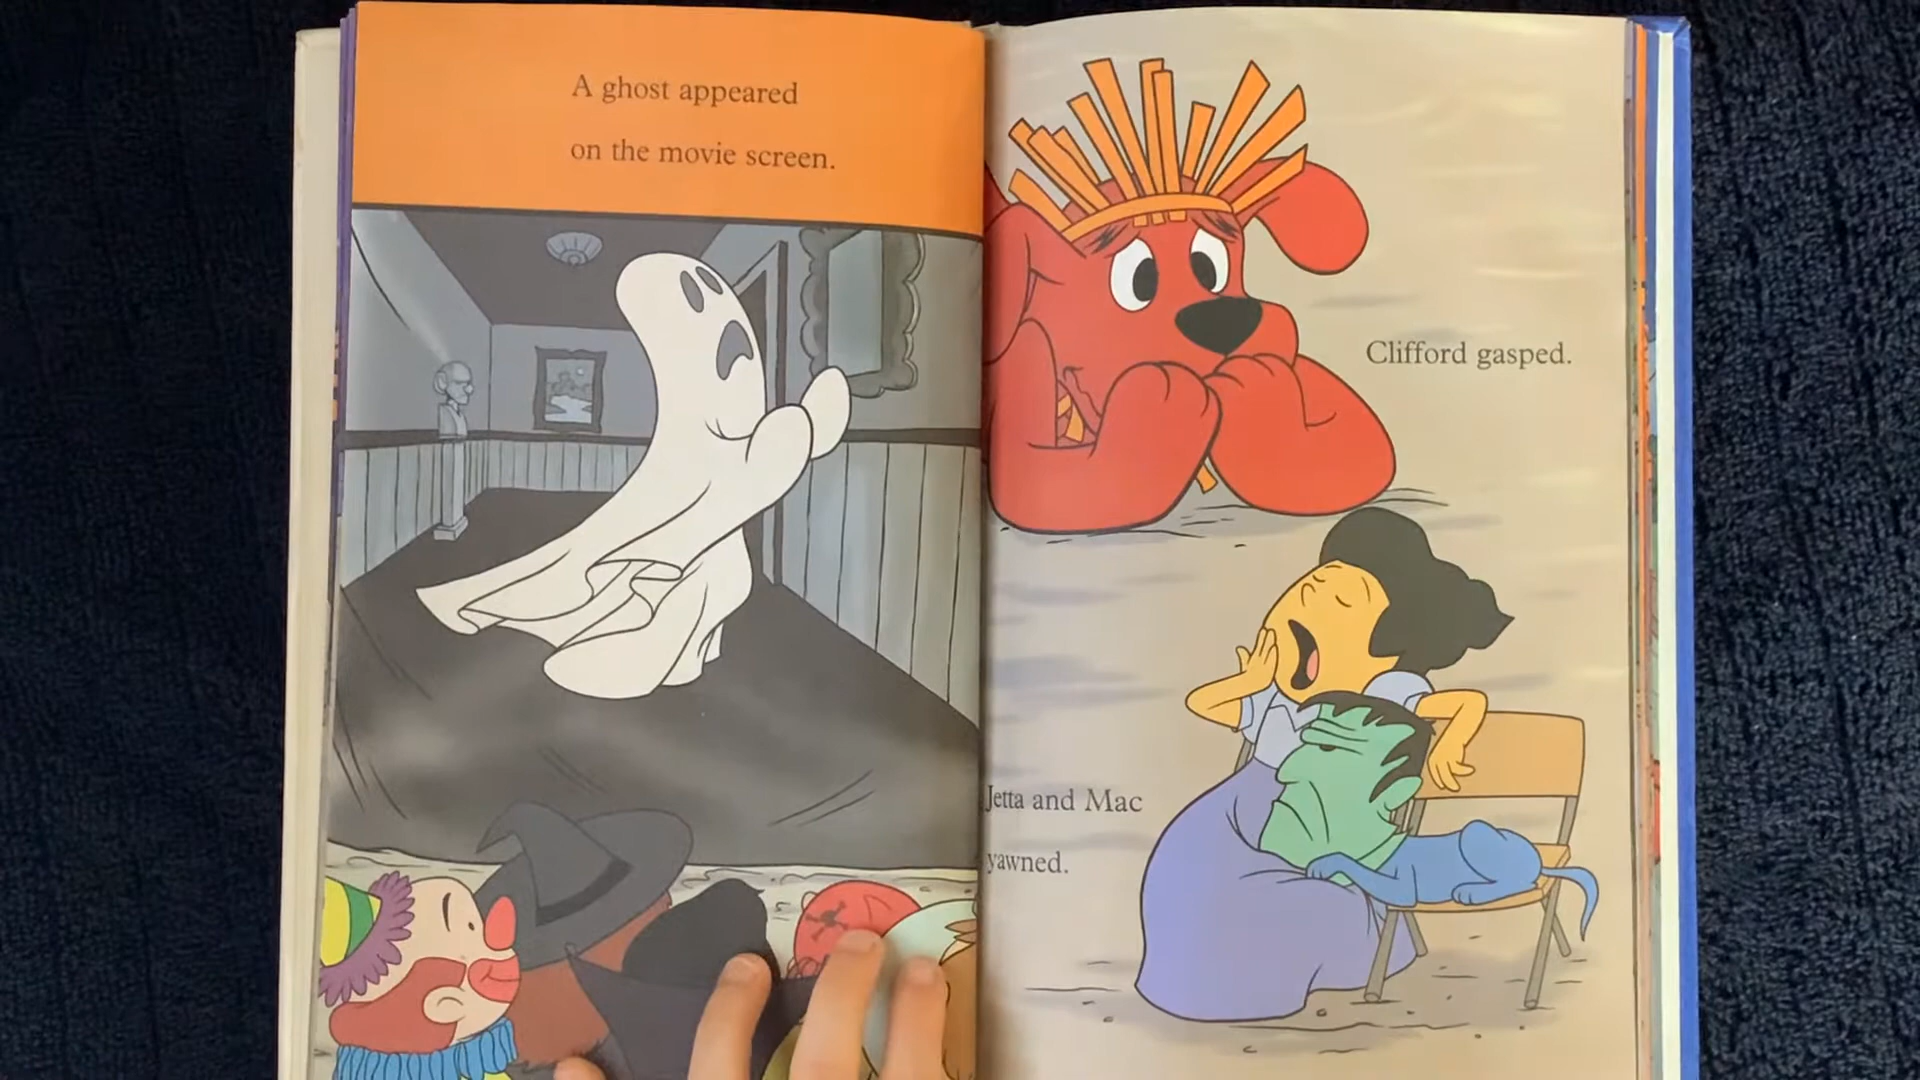 A ghost appeared
on the movie screen.
Clifford gasped.
Jetta and Mac
yawned.